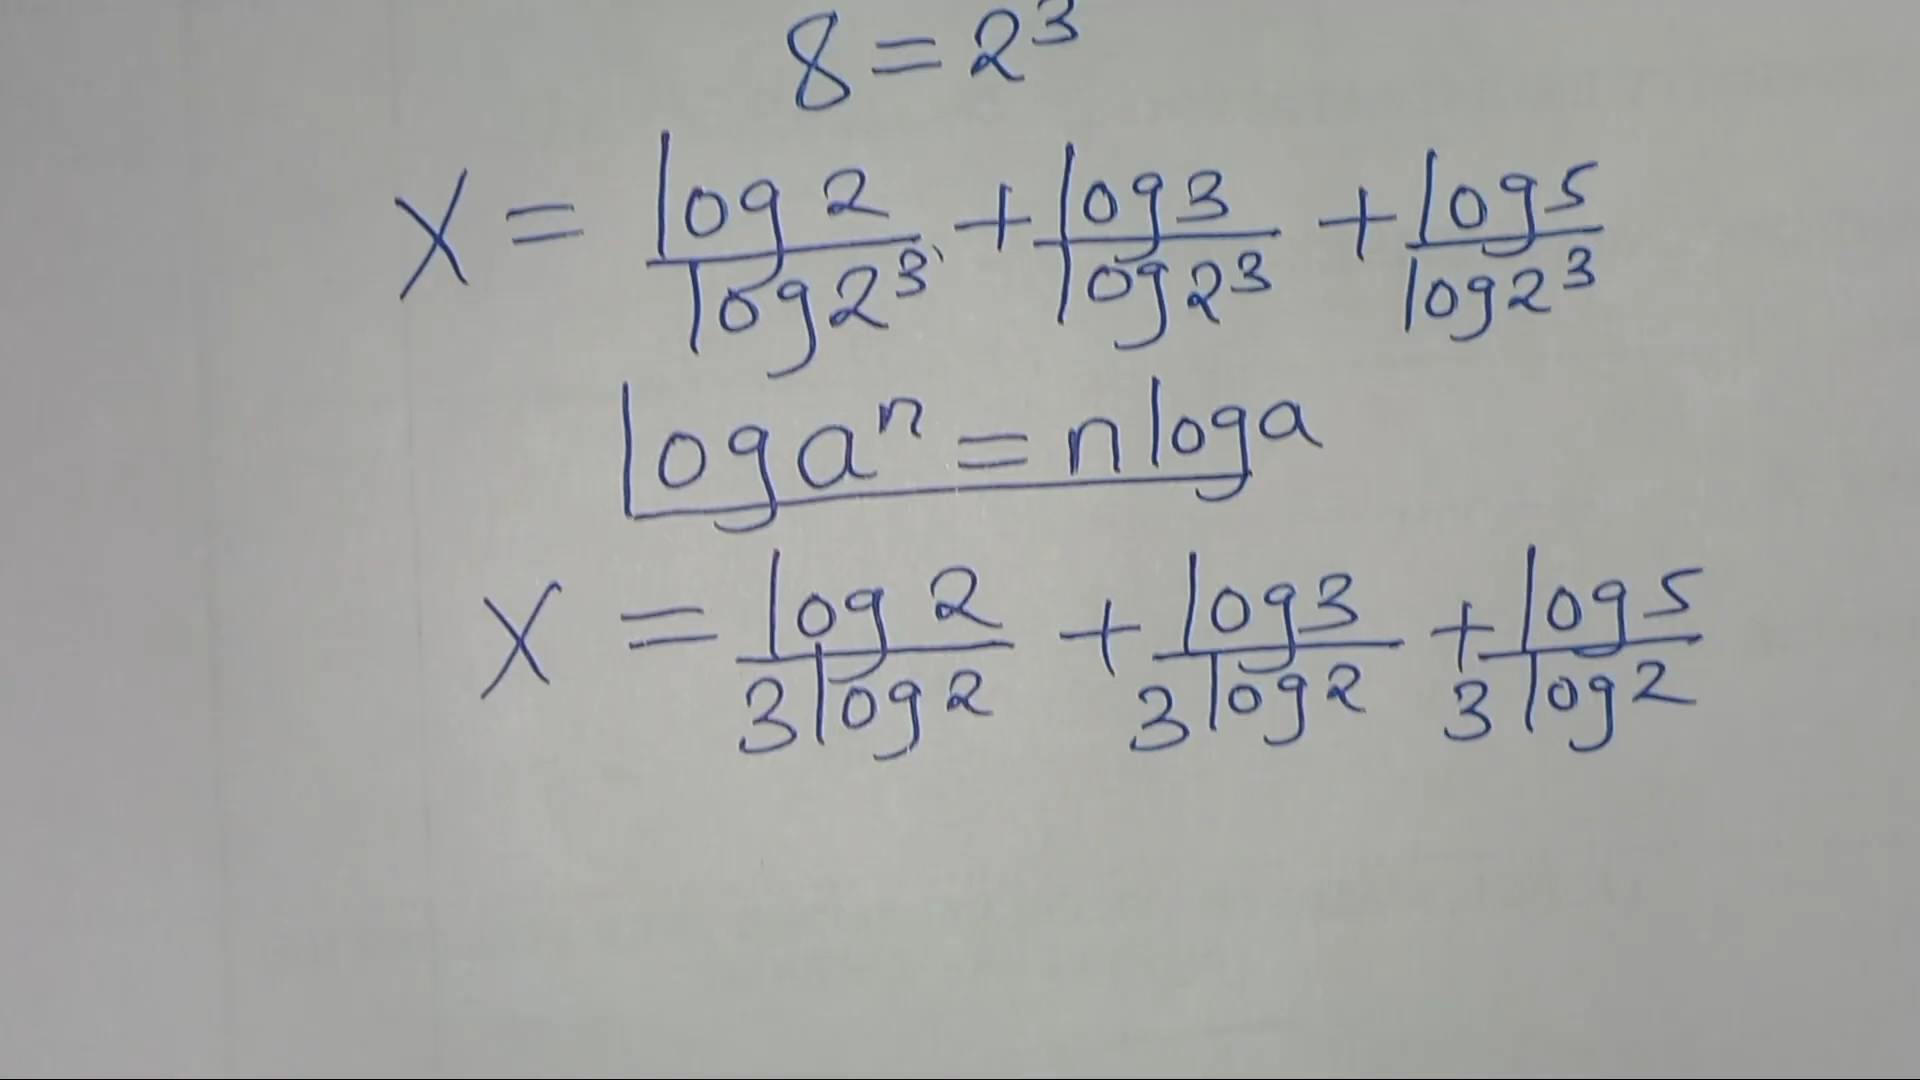 8 = 2³
X = log 2 / log 2³ + log 3 / log 2³ + log 5 / log 2³
log aⁿ = n log a
X = log 2 / 3 log 2 + log 3 / 3 log 2 + log 5 / 3 log 2